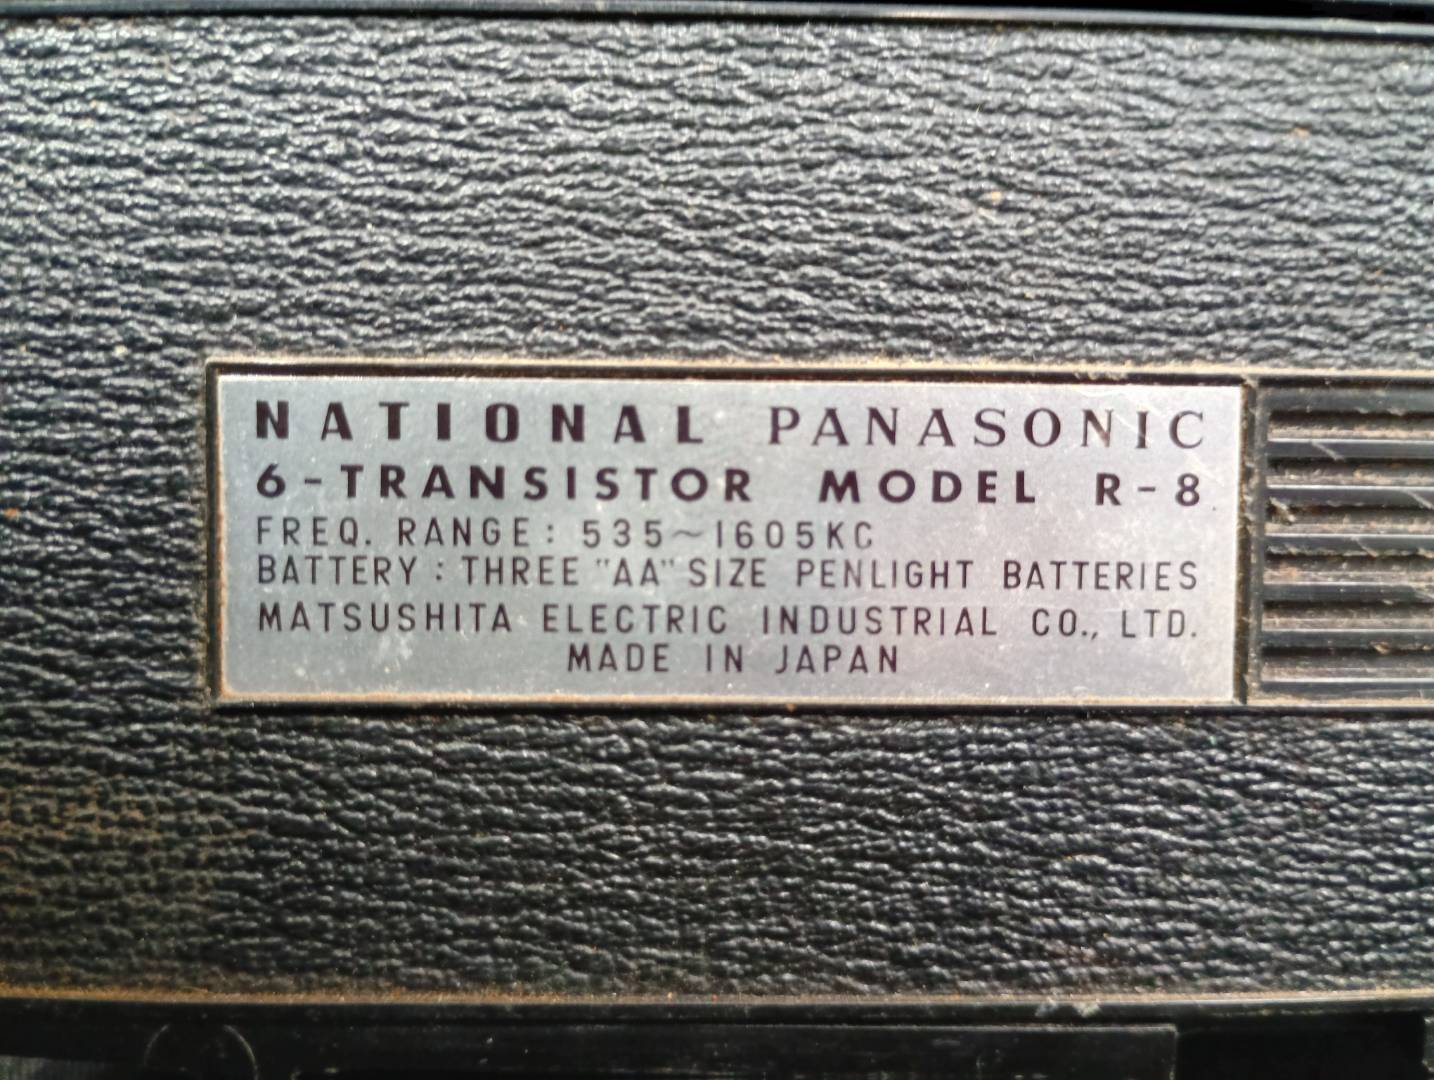 NATIONAL PANASONIC
6-TRANSISTOR MODEL R-8
FREQ. RANGE: 535~1605KC
BATTERY: THREE "AA" SIZE PENLIGHT BATTERIES
MATSUSHITA ELECTRIC INDUSTRIAL CO., LTD.
MADE IN JAPAN